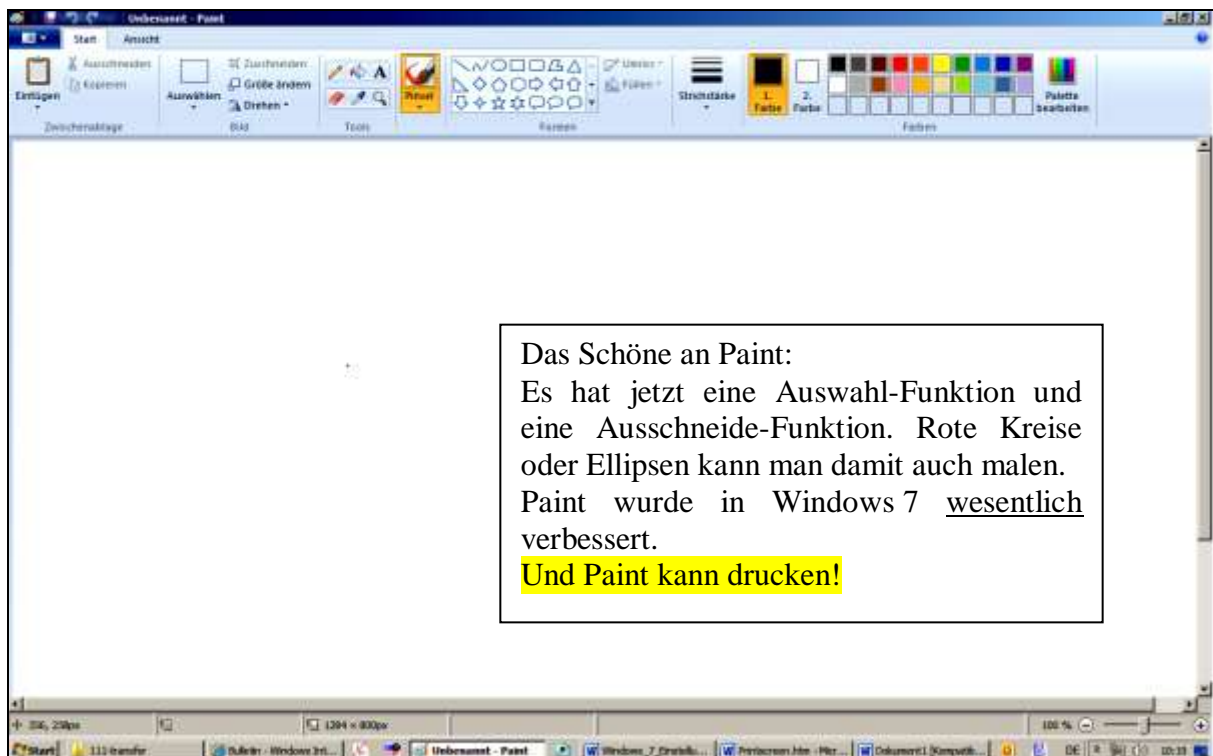 Unbenannt - Paint
Start Ansicht
Ausschneiden
Kopieren
Einfügen
Zwischenablage
Zuschneiden
Größe ändern
Drehen
Auswählen
Bild
A
Tools
Pinsel
Umriss
Füllen
Formen
Strichstärke
1. Farbe
2. Farbe
Palette bearbeiten
Farben
Das Schöne an Paint:
Es hat jetzt eine Auswahl-Funktion und
eine Ausschneide-Funktion. Rote Kreise
oder Ellipsen kann man damit auch malen.
Paint wurde in Windows 7 wesentlich
verbessert.
Und Paint kann drucken!
100 %
Start
Bulletin - Windows Int...
Unbenannt - Paint
DE